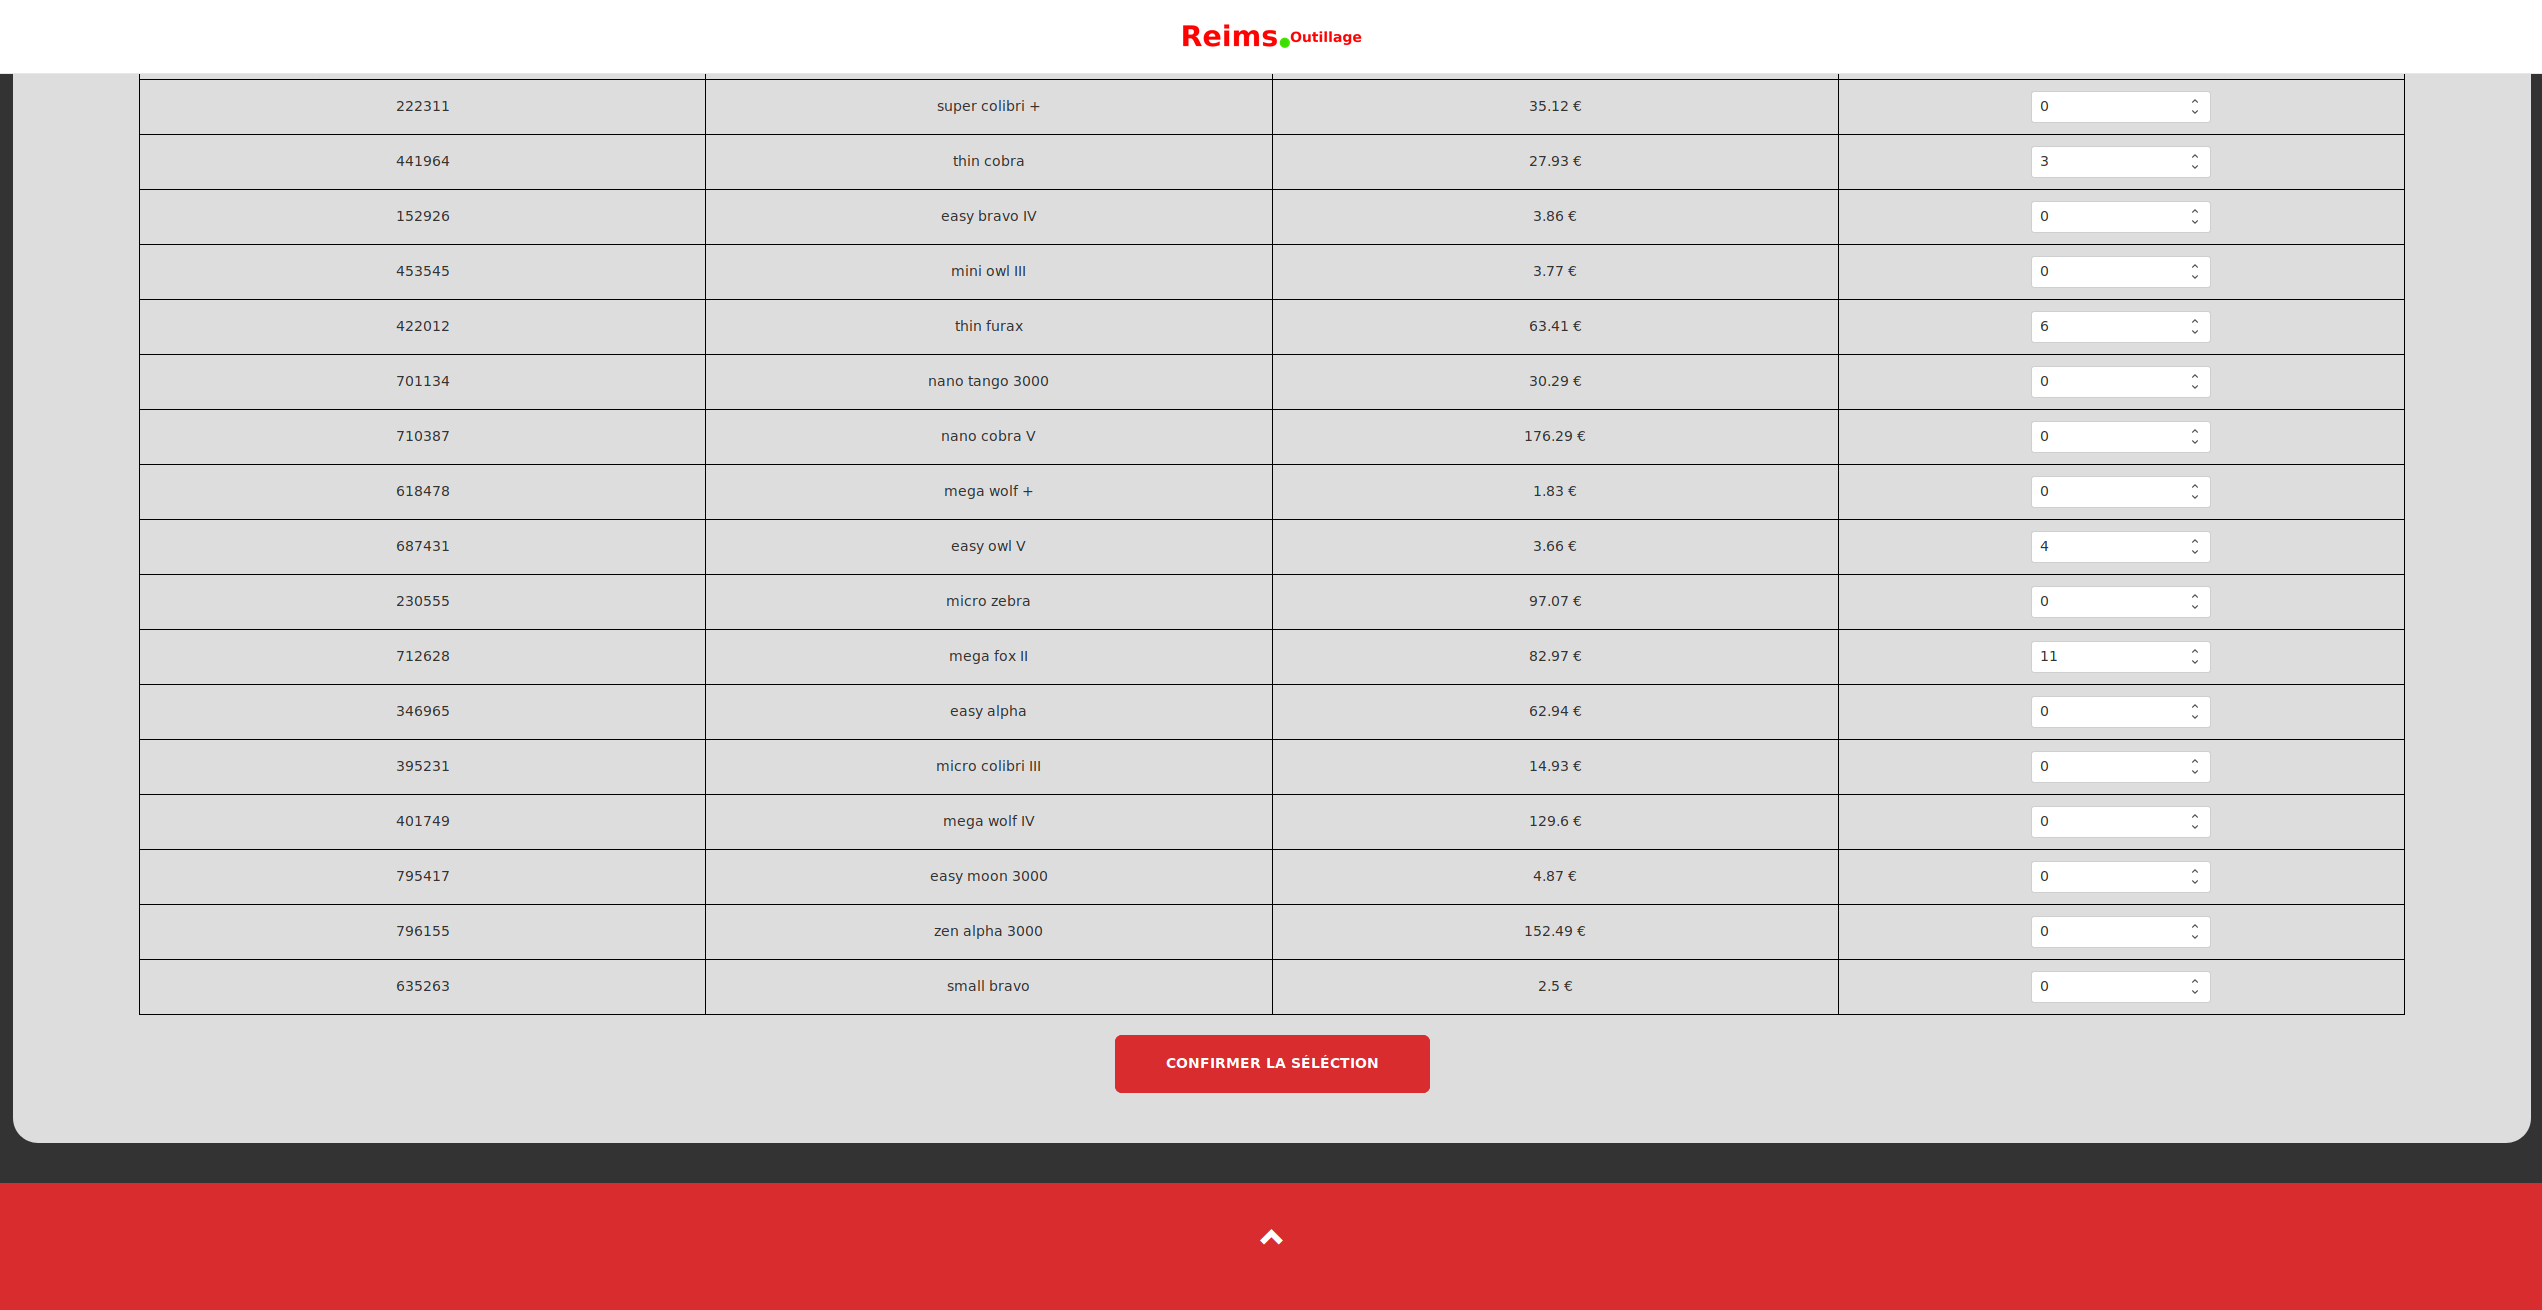 Reims.Outillage
222311 super colibri + 35.12 € 0
441964 thin cobra 27.93 € 3
152926 easy bravo IV 3.86 € 0
453545 mini owl III 3.77 € 0
422012 thin furax 63.41 € 6
701134 nano tango 3000 30.29 € 0
710387 nano cobra V 176.29 € 0
618478 mega wolf + 1.83 € 0
687431 easy owl V 3.66 € 4
230555 micro zebra 97.07 € 0
712628 mega fox II 82.97 € 11
346965 easy alpha 62.94 € 0
395231 micro colibri III 14.93 € 0
401749 mega wolf IV 129.6 € 0
795417 easy moon 3000 4.87 € 0
796155 zen alpha 3000 152.49 € 0
635263 small bravo 2.5 € 0
CONFIRMER LA SÉLÉCTION